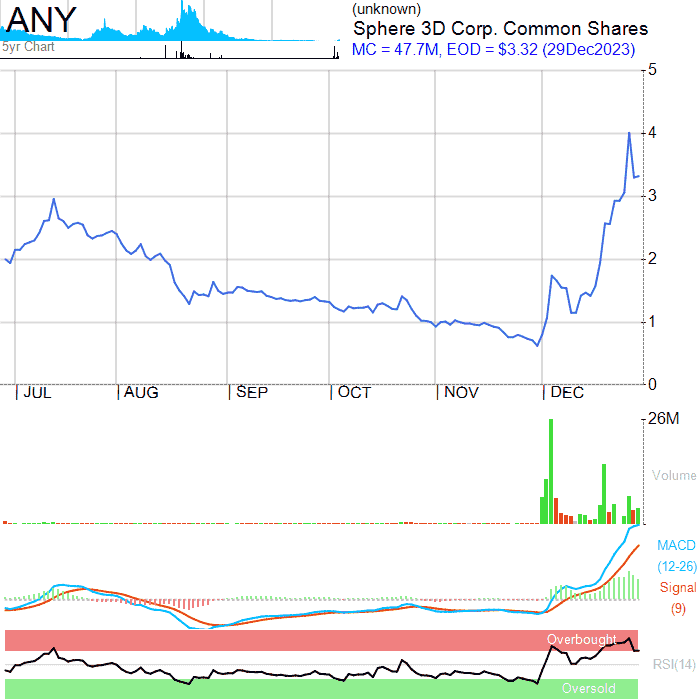 ANY
5yr Chart
(unknown)
Sphere 3D Corp. Common Shares
MC = 47.7M, EOD = $3.32 (29Dec2023)
5
4
3
2
1
0
JUL AUG SEP OCT NOV DEC
26M
Volume
MACD
(12-26)
Signal
(9)
Overbought
RSI(14)
Oversold